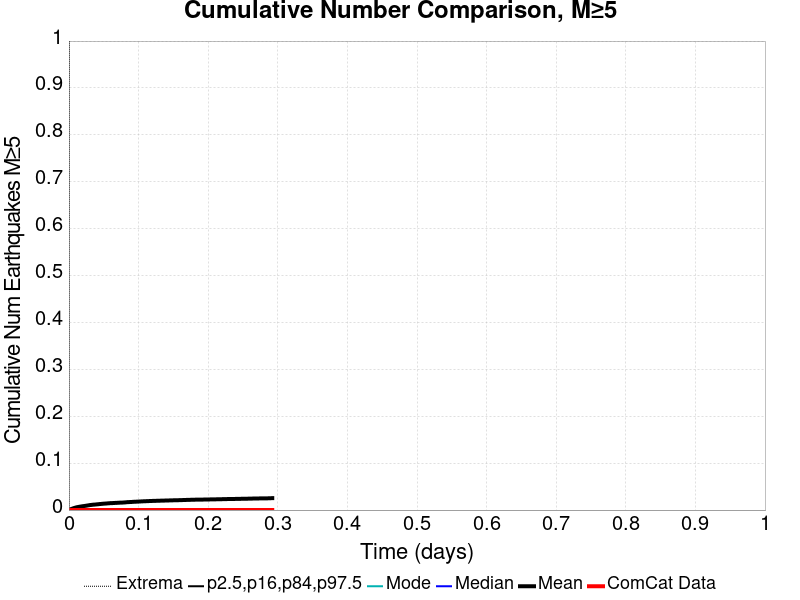 Cumulative Number Comparison, M≥5
Cumulative Num Earthquakes M≥5
1
0.9
0.8
0.7
0.6
0.5
0.4
0.3
0.2
0.1
0
0 0.1 0.2 0.3 0.4 0.5 0.6 0.7 0.8 0.9 1
Time (days)
Extrema p2.5,p16,p84,p97.5 Mode Median Mean ComCat Data